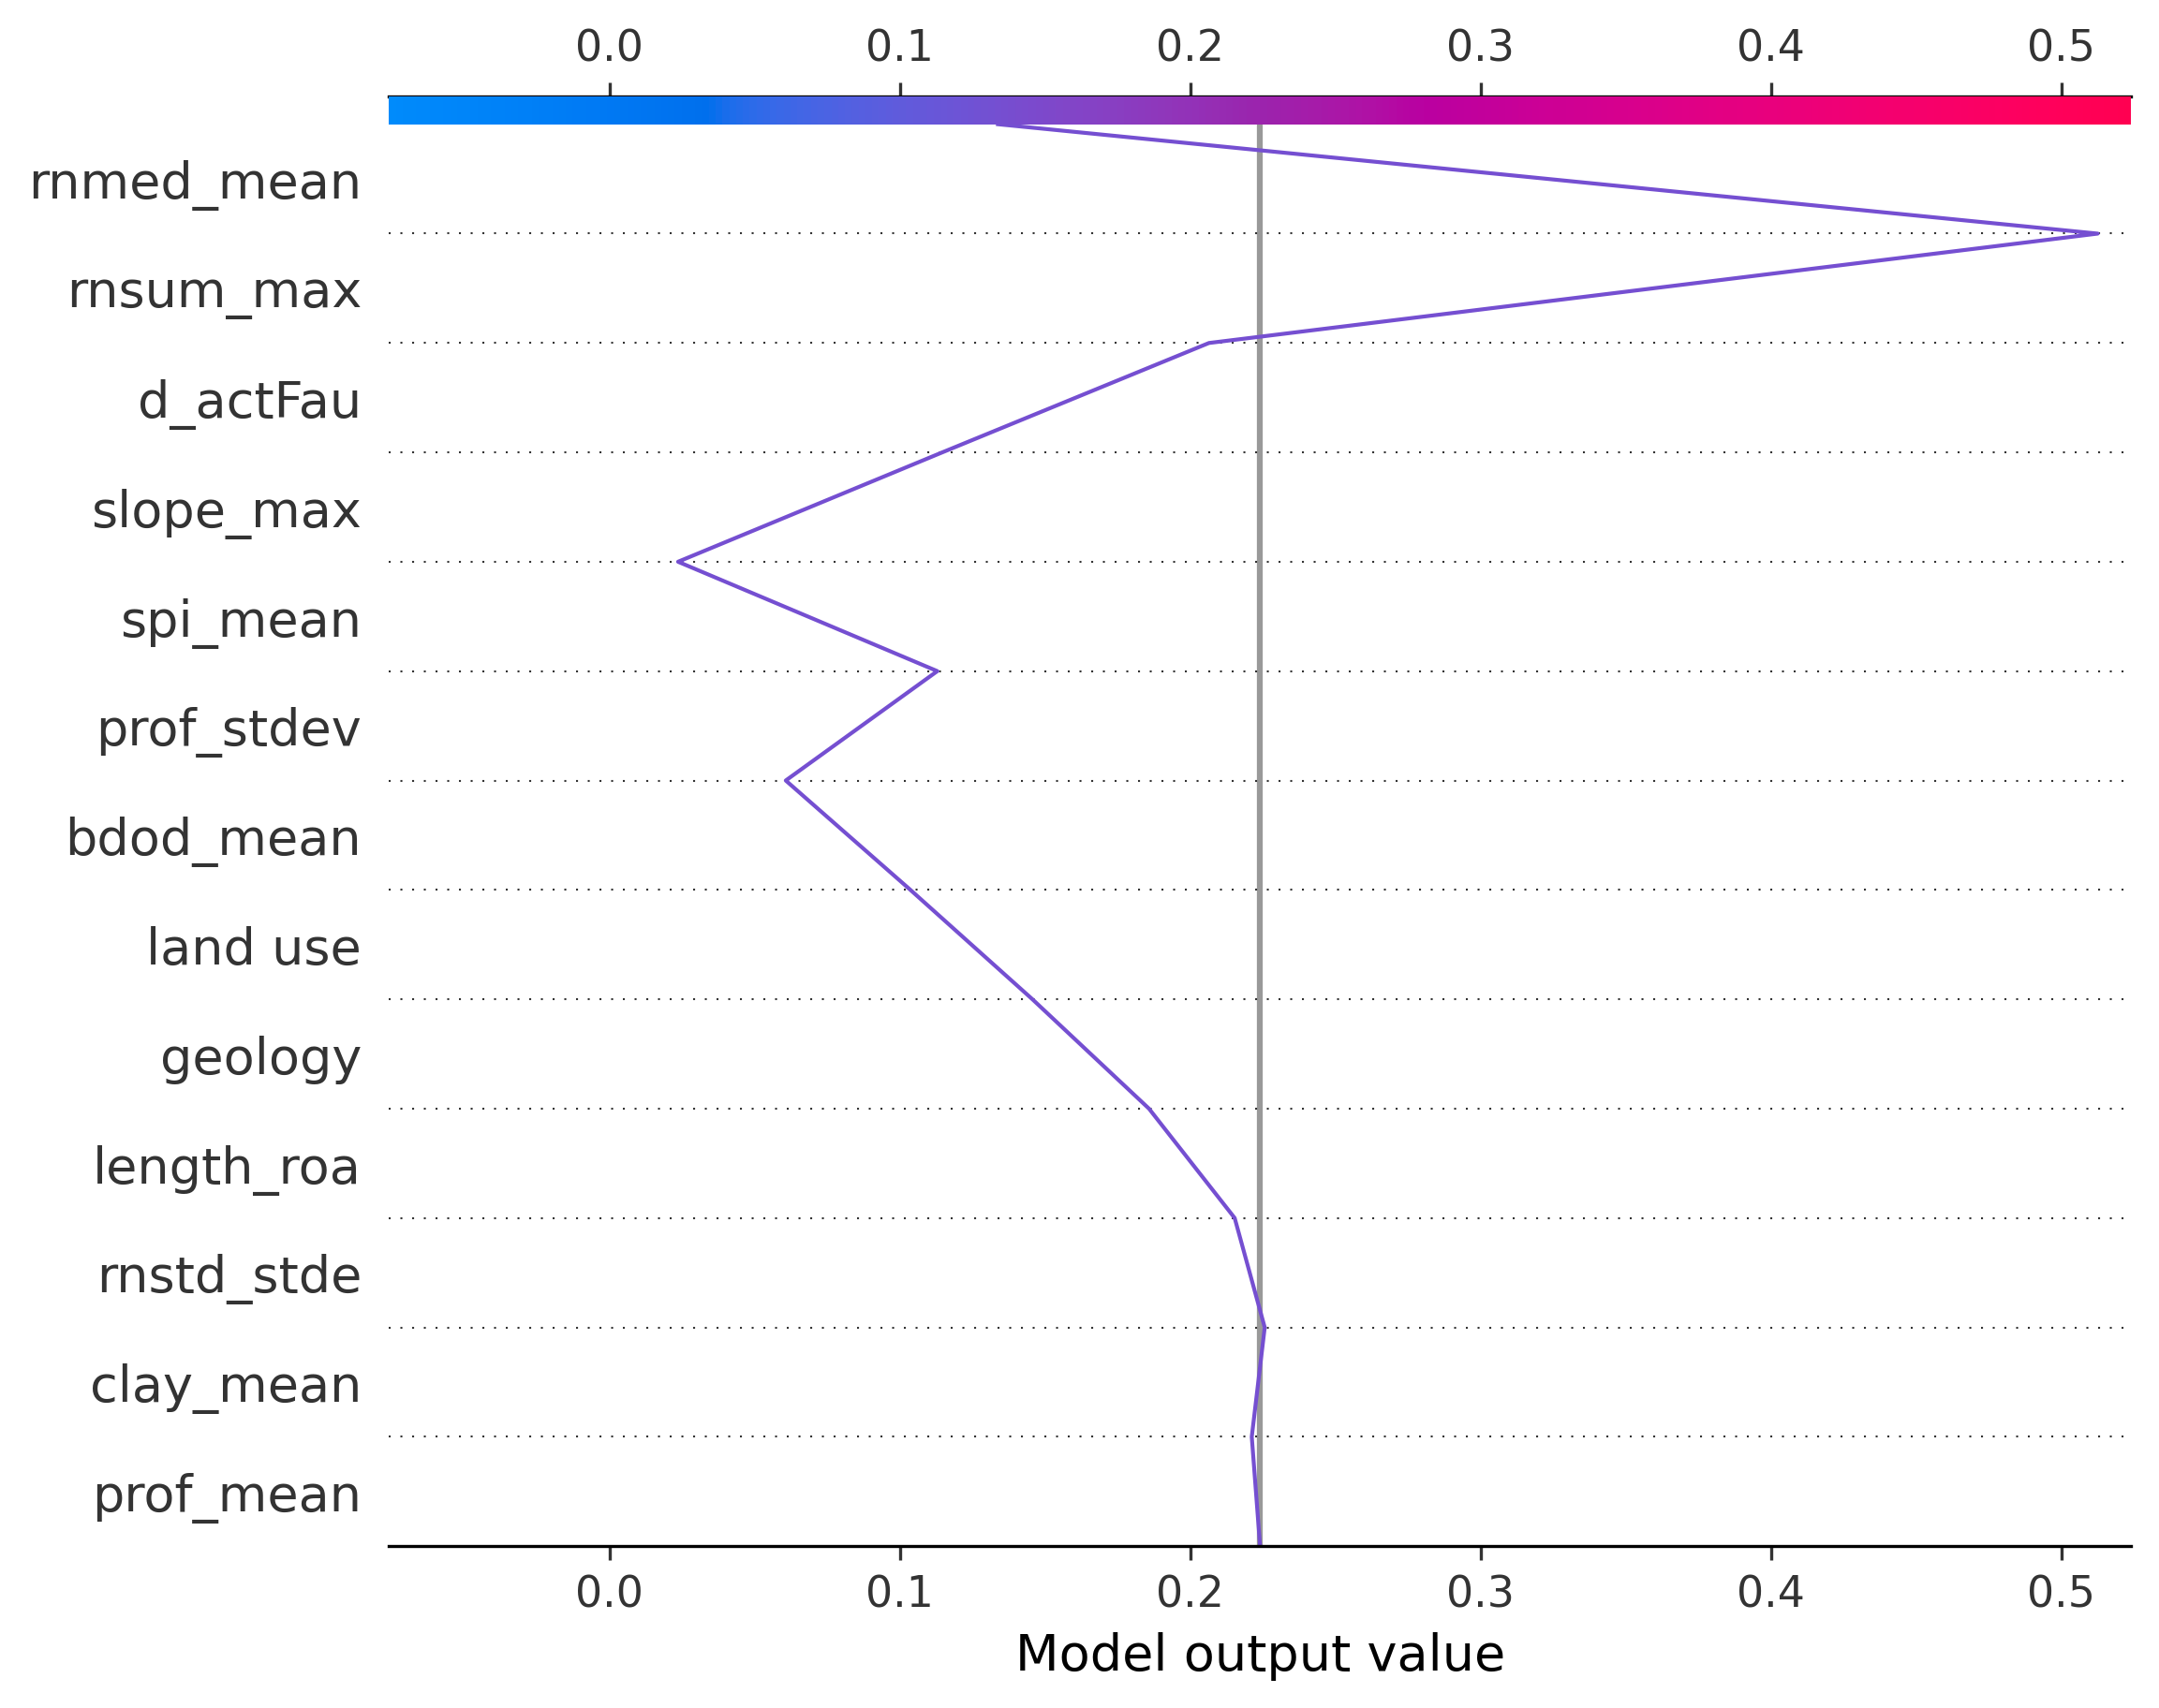 0.0 0.1 0.2 0.3 0.4 0.5
rnmed_mean
rnsum_max
d_actFau
slope_max
spi_mean
prof_stdev
bdod_mean
land use
geology
length_roa
rnstd_stde
clay_mean
prof_mean
0.0 0.1 0.2 0.3 0.4 0.5
Model output value